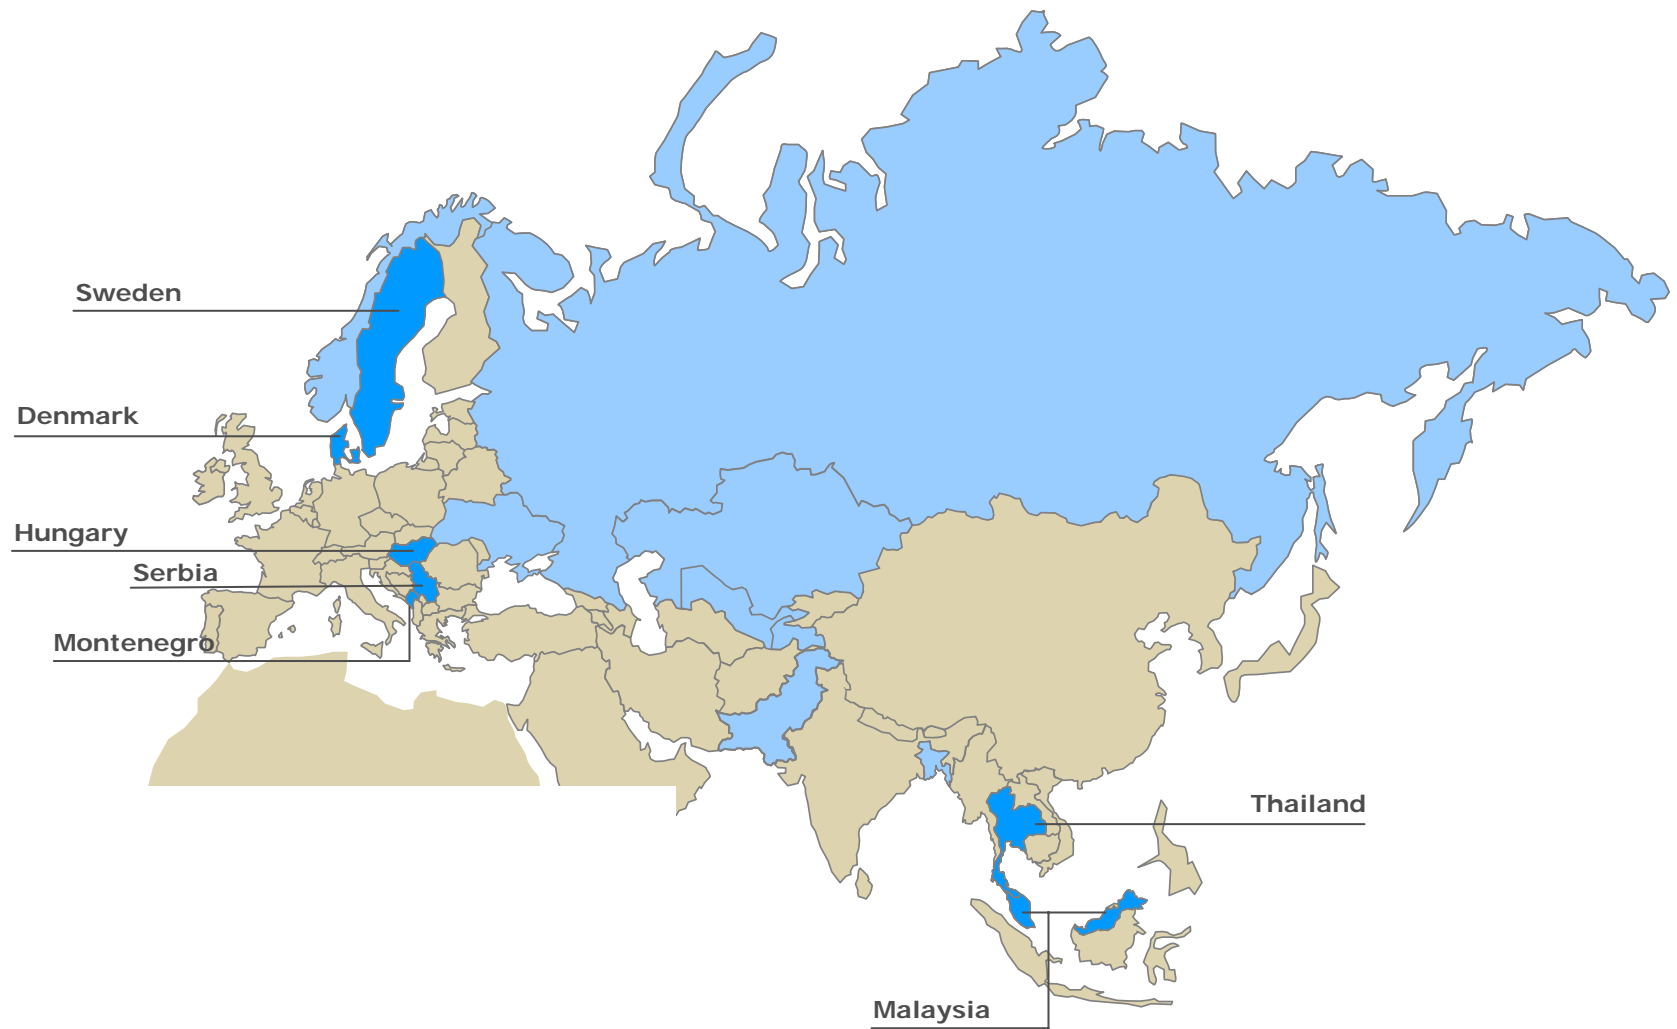 Sweden
Denmark
Hungary
Serbia
Montenegro
Thailand
Malaysia